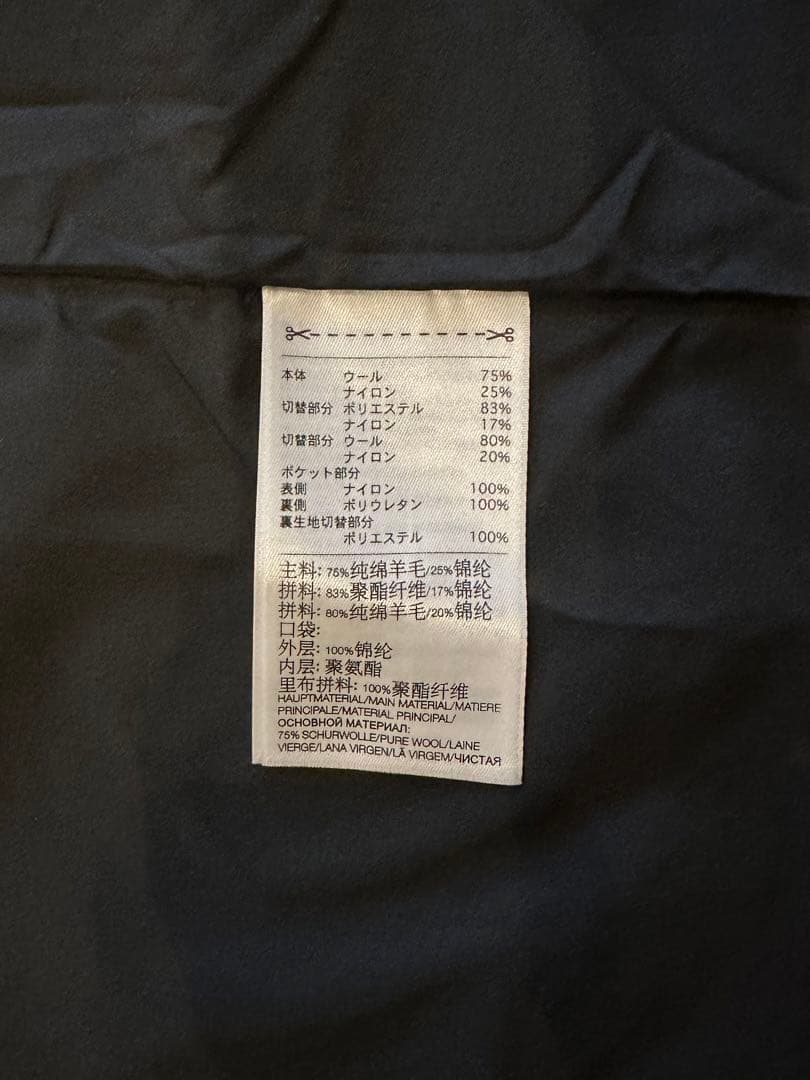 本体 ウール 75%
ナイロン 25%
切替部分 ポリエステル 83%
ナイロン 17%
切替部分 ウール 80%
ナイロン 20%
ポケット部分
表側 ナイロン 100%
裏側 ポリウレタン 100%
裏生地切替部分
ポリエステル 100%
主料: 75%纯绵羊毛/25%锦纶
拼料: 83%聚酯纤维/17%锦纶
拼料: 80%纯绵羊毛/20%锦纶
口袋:
外层: 100%锦纶
内层: 聚氨酯
里布拼料: 100%聚酯纤维
HAUPTMATERIAL/MAIN MATERIAL/MATIERE
PRINCIPALE/MATERIAL PRINCIPAL/
ОСНОВНОЙ МАТЕРИАЛ:
75% SCHURWOLLE/PURE WOOL/LAINE
VIERGE/LANA VIRGEN/LÃ VIRGEM/ЧИСТАЯ